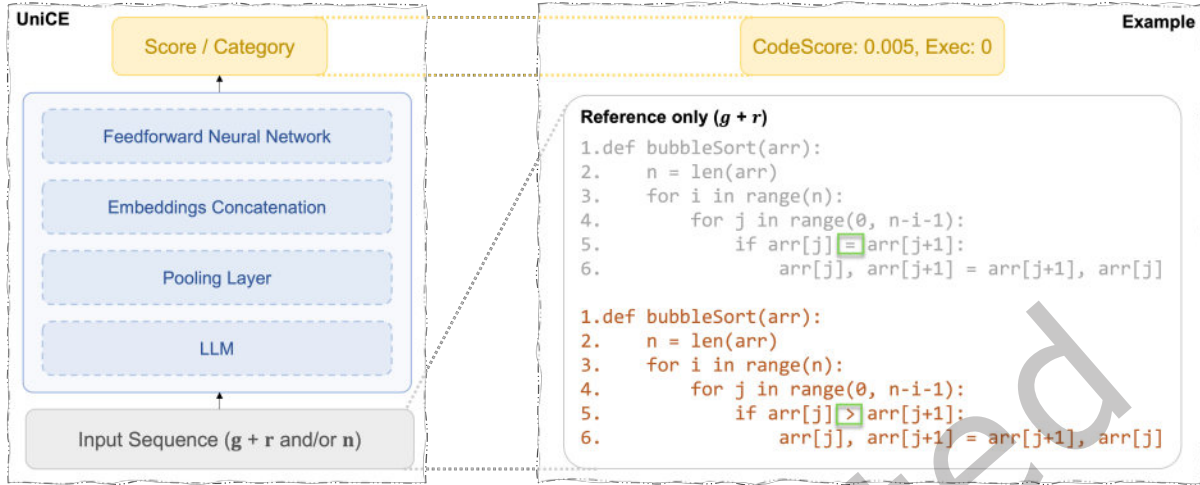 UniCE
Score / Category
Feedforward Neural Network
Embeddings Concatenation
Pooling Layer
LLM
Input Sequence (g + r and/or n)
Example
CodeScore: 0.005, Exec: 0
Reference only (g + r)
1.def bubbleSort(arr):
2.    n = len(arr)
3.    for i in range(n):
4.        for j in range(0, n-i-1):
5.            if arr[j] = arr[j+1]:
6.                arr[j], arr[j+1] = arr[j+1], arr[j]
1.def bubbleSort(arr):
2.    n = len(arr)
3.    for i in range(n):
4.        for j in range(0, n-i-1):
5.            if arr[j] > arr[j+1]:
6.                arr[j], arr[j+1] = arr[j+1], arr[j]